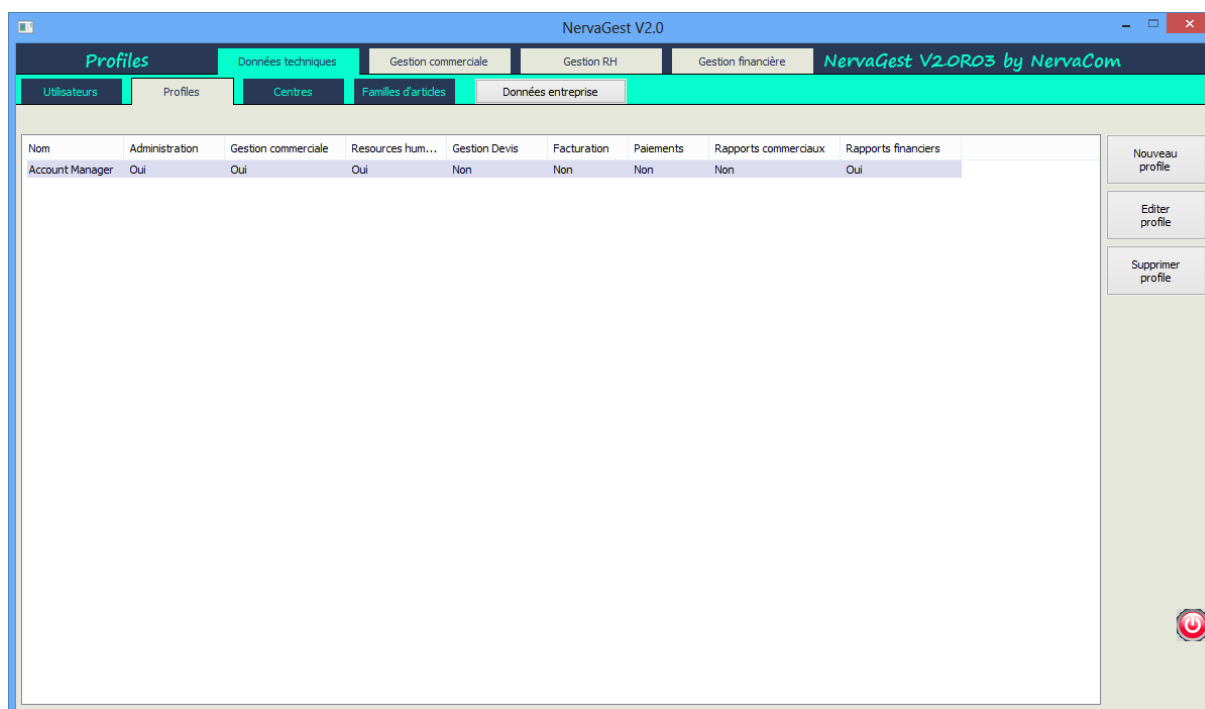 NervaGest V2.0
Profiles Données techniques Gestion commerciale Gestion RH Gestion financière NervaGest V2.0R03 by NervaCom
Utilisateurs Profiles Centres Familles d'articles Données entreprise
Nom Administration Gestion commerciale Resources hum... Gestion Devis Facturation Paiements Rapports commerciaux Rapports financiers
Account Manager Oui Oui Oui Non Non Non Non Oui
Nouveau
profile
Editer
profile
Supprimer
profile